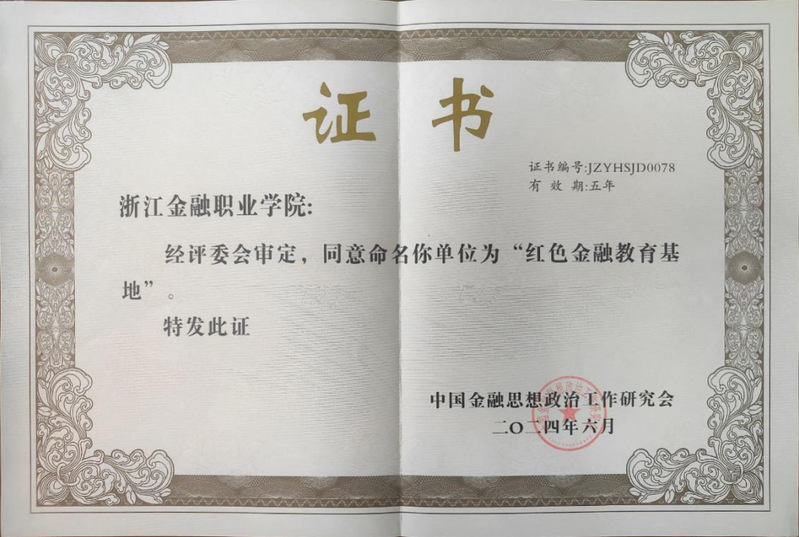 证书
证书编号:JZYHSJD0078
有效期:五年
浙江金融职业学院:
经评委会审定，同意命名你单位为“红色金融教育基
地”。
特发此证
中国金融思想政治工作研究会
二〇二四年六月